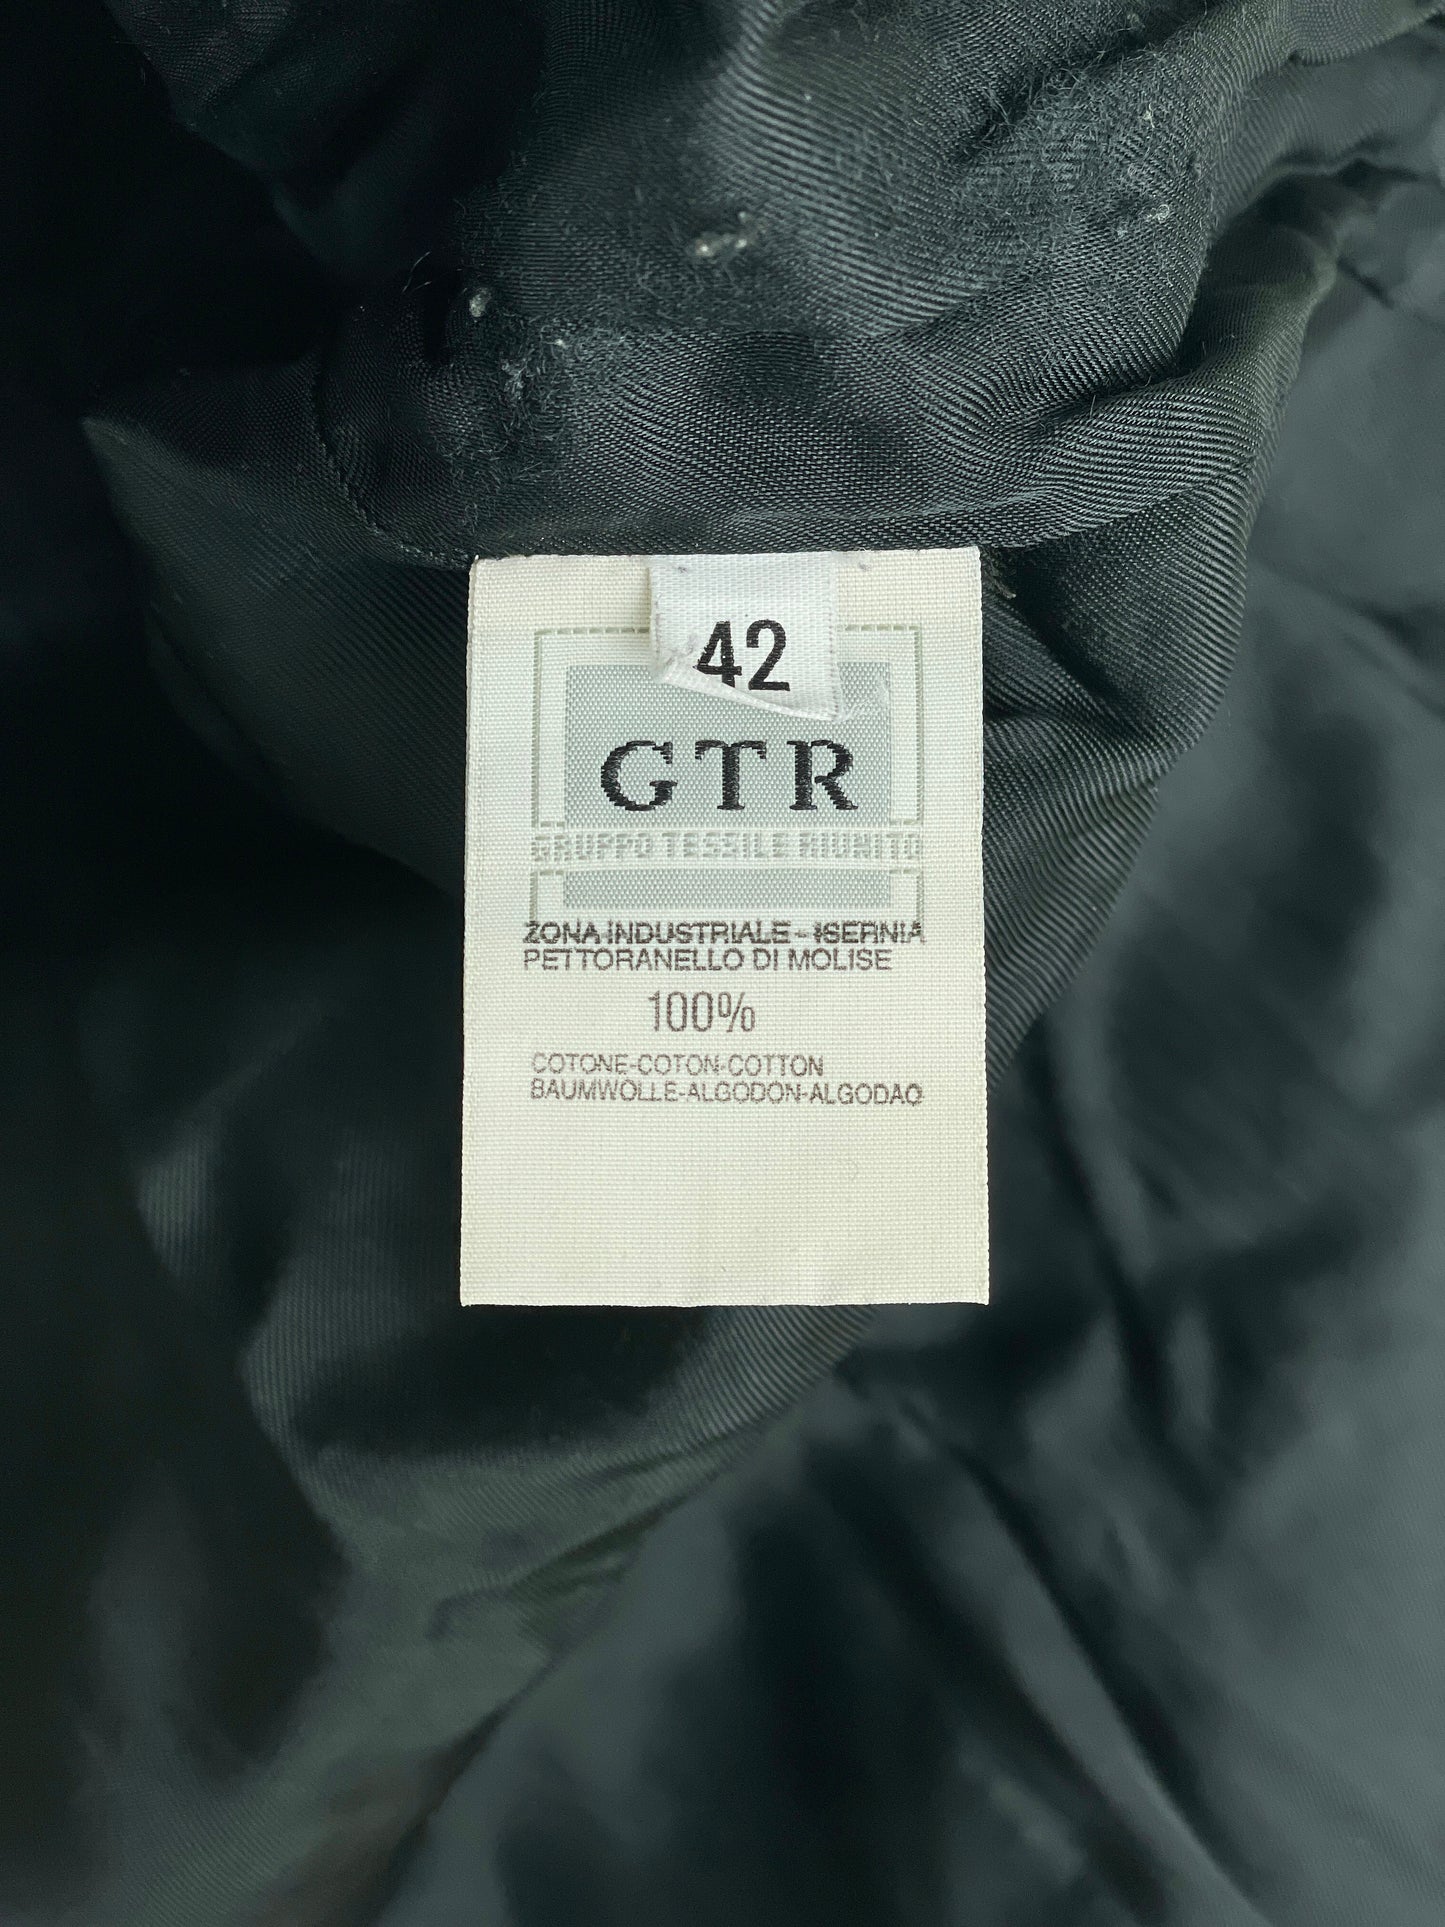 42
GTR
GRUPPO TESSILE RIUNITO
ZONA INDUSTRIALE - ISERNIA
PETTORANELLO DI MOLISE
100%
COTONE-COTON-COTTON
BAUMWOLLE-ALGODON-ALGODAO